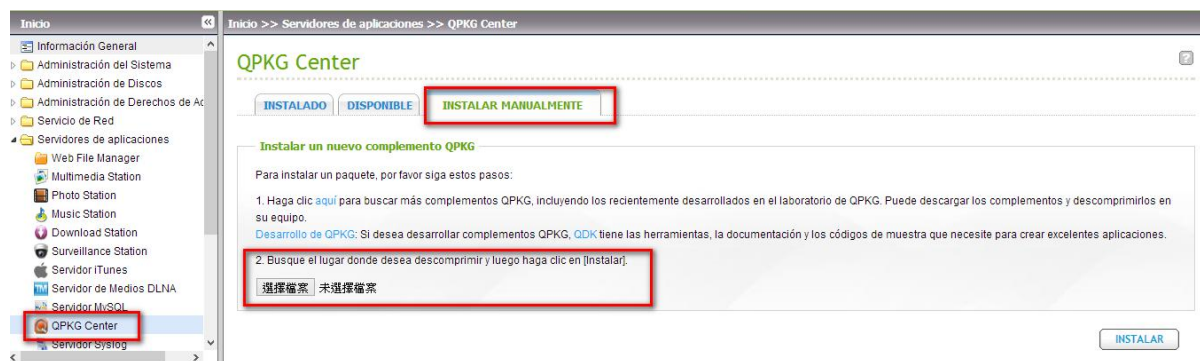 Inicio
Información General
Administración del Sistema
Administración de Discos
Administración de Derechos de Ac
Servicio de Red
Servidores de aplicaciones
Web File Manager
Multimedia Station
Photo Station
Music Station
Download Station
Surveillance Station
Servidor iTunes
Servidor de Medios DLNA
Servidor MySQL
QPKG Center
Servidor Syslog
Inicio >> Servidores de aplicaciones >> QPKG Center
QPKG Center
INSTALADO DISPONIBLE INSTALAR MANUALMENTE
Instalar un nuevo complemento QPKG
Para instalar un paquete, por favor siga estos pasos:
1. Haga clic aquí para buscar más complementos QPKG, incluyendo los recientemente desarrollados en el laboratorio de QPKG. Puede descargar los complementos y descomprimirlos en
su equipo.
Desarrollo de QPKG: Si desea desarrollar complementos QPKG, QDK tiene las herramientas, la documentación y los códigos de muestra que necesite para crear excelentes aplicaciones.
2. Busque el lugar donde desea descomprimir y luego haga clic en [Instalar].
選擇檔案 未選擇檔案
INSTALAR